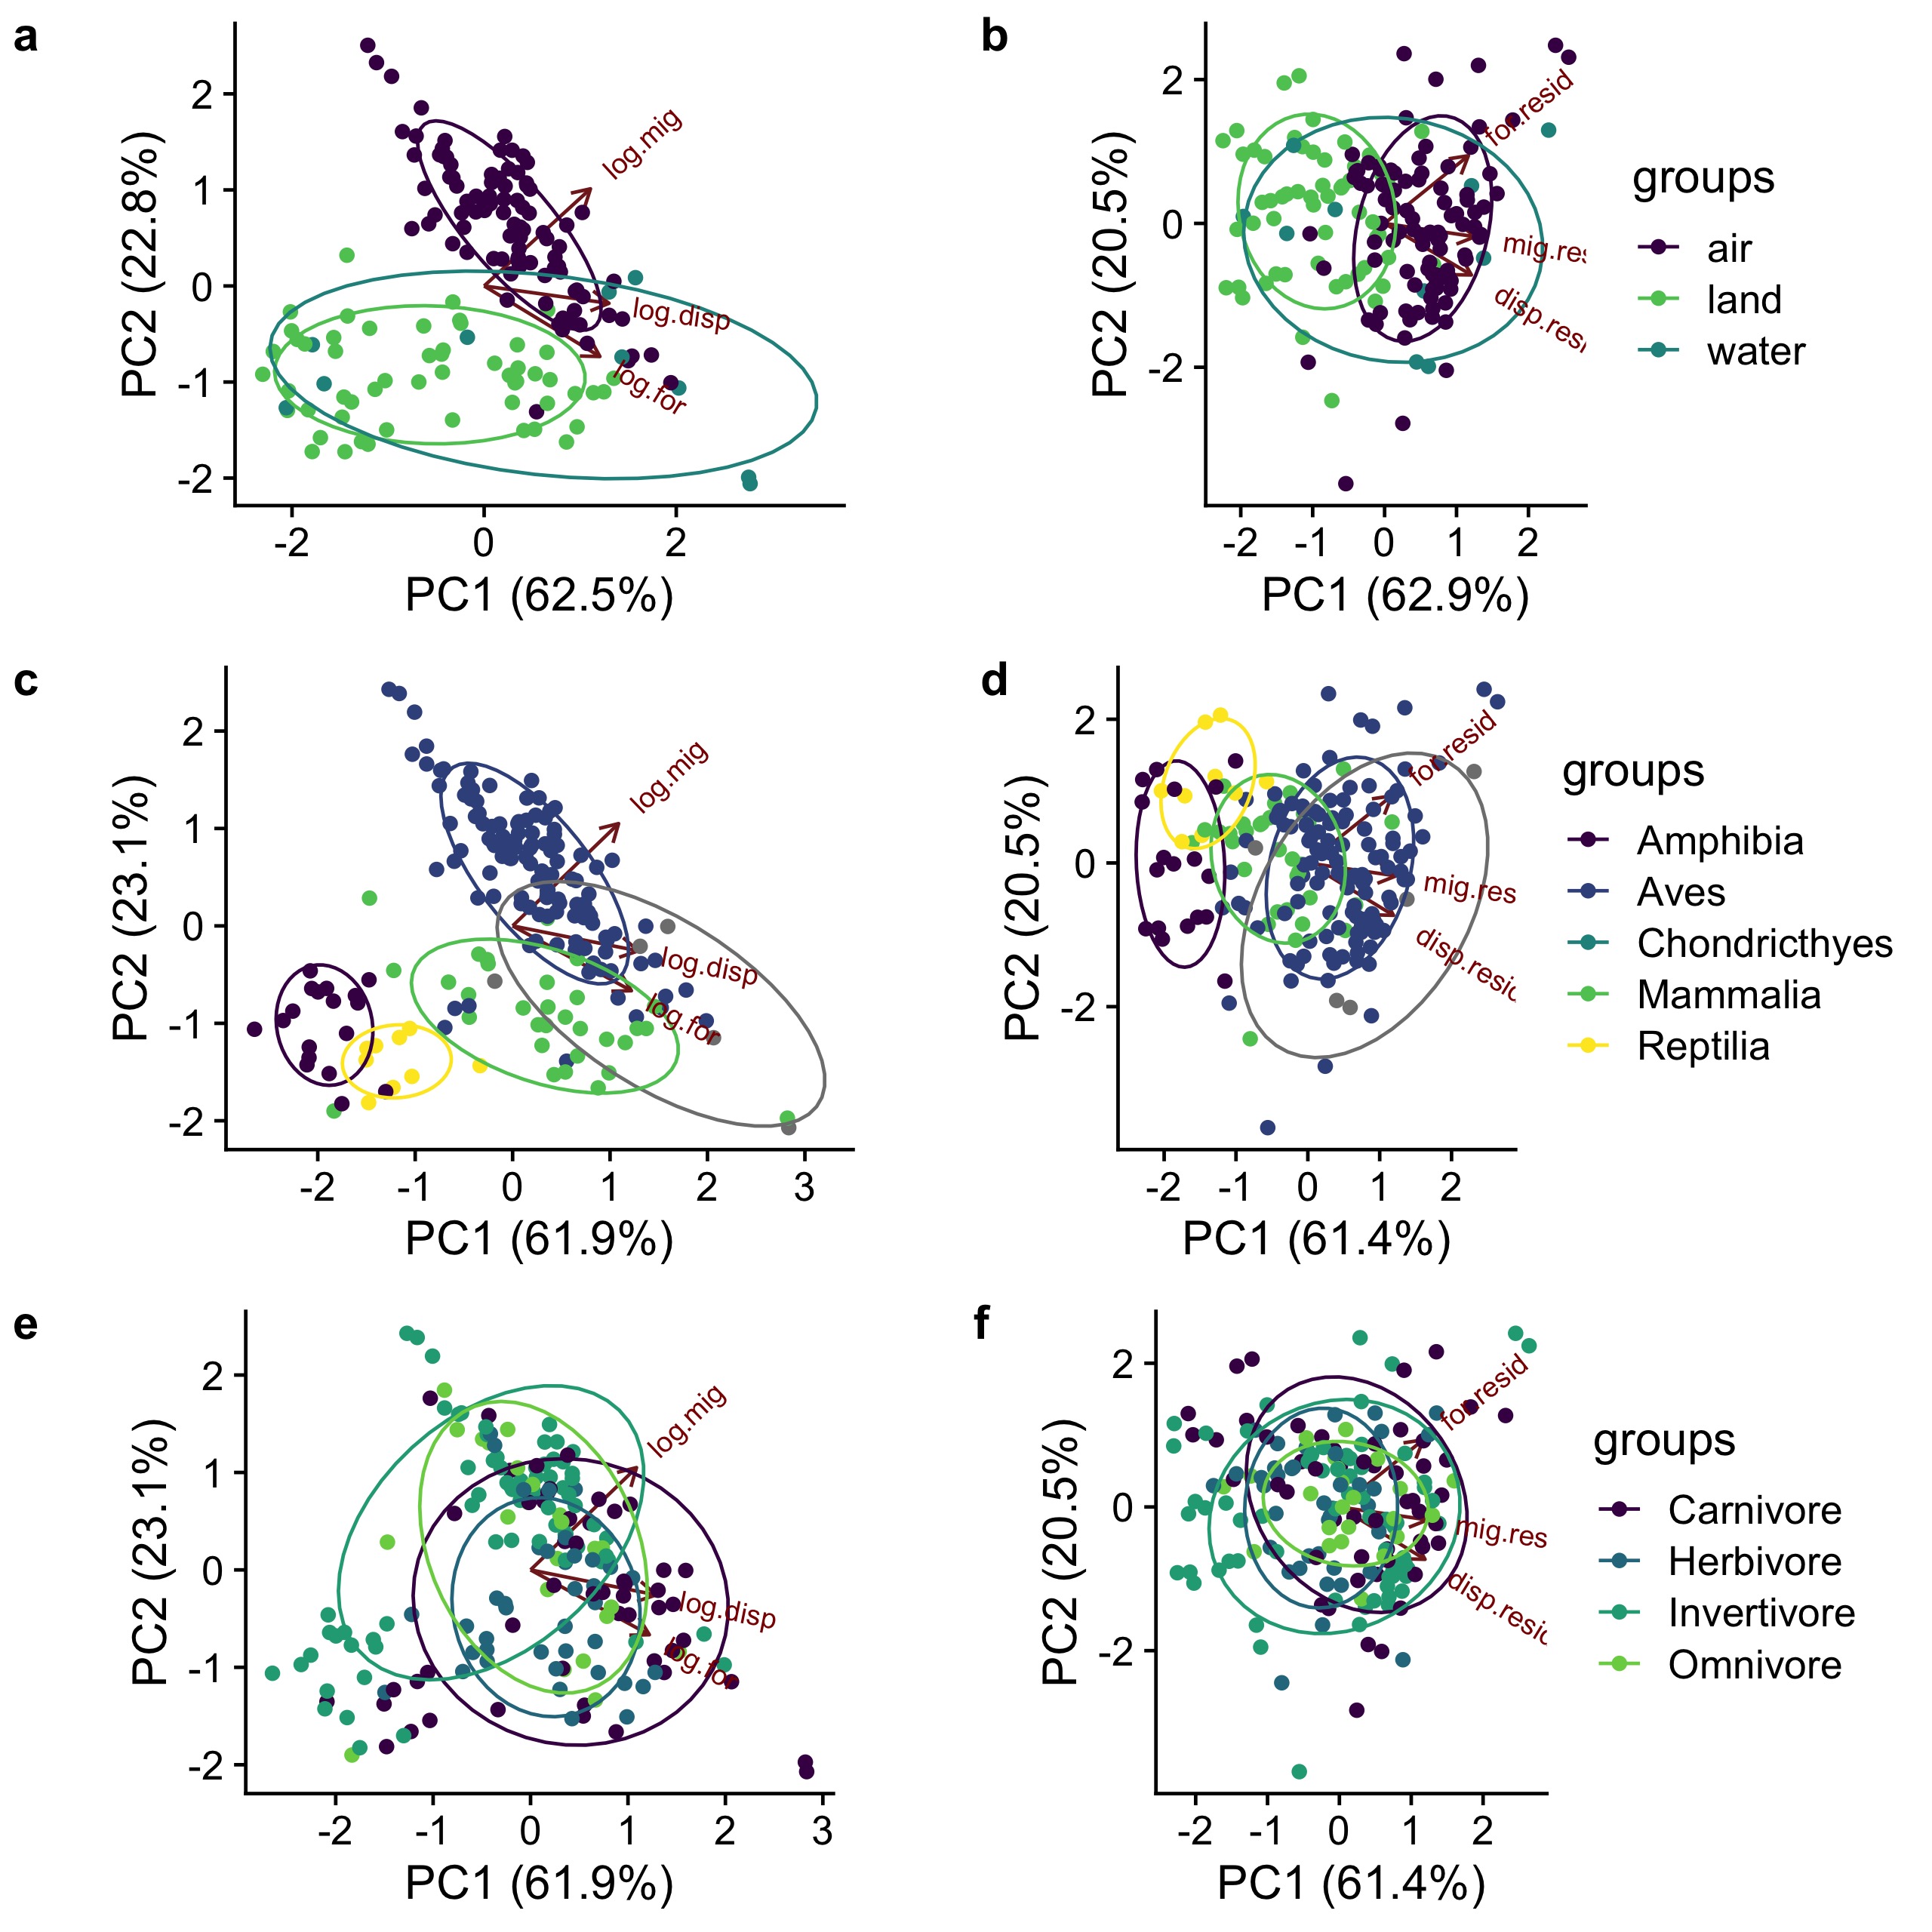 a
PC2 (22.8%)
2
1
0
-1
-2
-2
0
2
PC1 (62.5%)
log.mig
log.disp
log.for
b
PC2 (20.5%)
2
0
-2
-2
-1
0
1
2
PC1 (62.9%)
for.resid
mig.res
disp.resi
groups
air
land
water
c
PC2 (23.1%)
2
1
0
-1
-2
-2
-1
0
1
2
3
PC1 (61.9%)
log.mig
log.disp
log.for
d
PC2 (20.5%)
2
0
-2
-2
-1
0
1
2
PC1 (61.4%)
for.resid
mig.res
disp.resid
groups
Amphibia
Aves
Chondricthyes
Mammalia
Reptilia
e
PC2 (23.1%)
2
1
0
-1
-2
-2
-1
0
1
2
3
PC1 (61.9%)
log.mig
log.disp
log.for
f
PC2 (20.5%)
2
0
-2
-2
-1
0
1
2
PC1 (61.4%)
for.resid
mig.res
disp.resid
groups
Carnivore
Herbivore
Invertivore
Omnivore